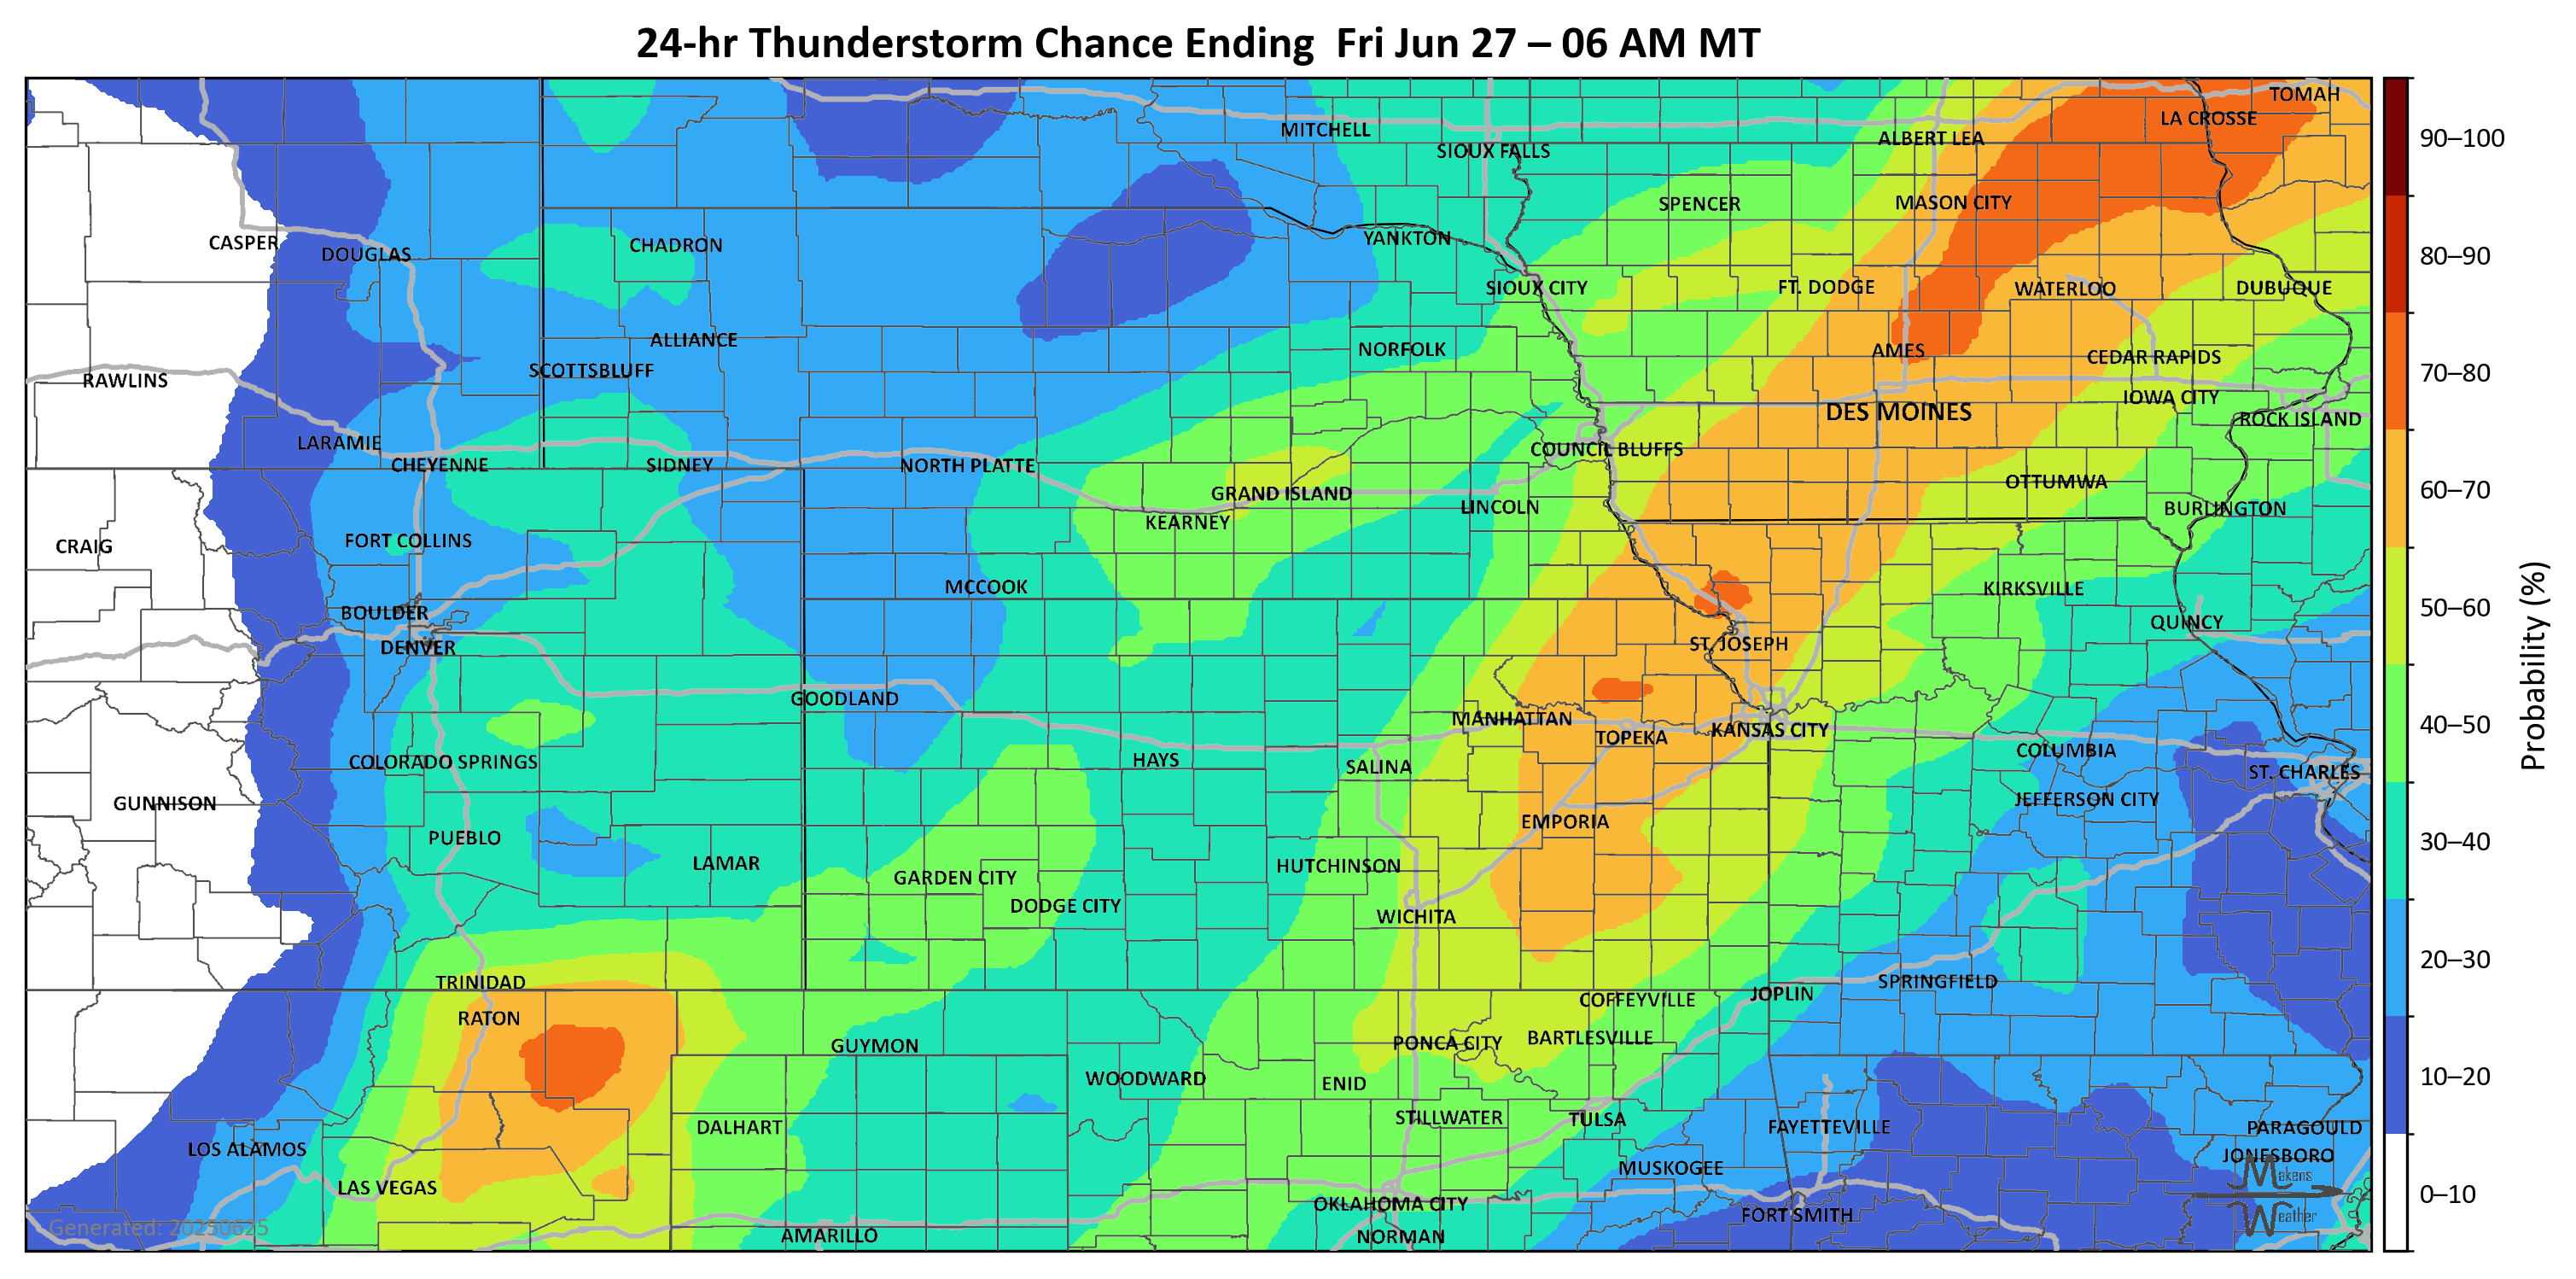 24-hr Thunderstorm Chance Ending  Fri Jun 27 – 06 AM MT
TOMAH
LA CROSSE
MITCHELL
ALBERT LEA
SIOUX FALLS
SPENCER
MASON CITY
CASPER
DOUGLAS
CHADRON
YANKTON
SIOUX CITY
FT. DODGE
WATERLOO
DUBUQUE
ALLIANCE
NORFOLK
AMES
CEDAR RAPIDS
RAWLINS
SCOTTSBLUFF
IOWA CITY
DES MOINES
ROCK ISLAND
LARAMIE
COUNCIL BLUFFS
CHEYENNE
SIDNEY
NORTH PLATTE
GRAND ISLAND
OTTUMWA
LINCOLN
BURLINGTON
KEARNEY
CRAIG
FORT COLLINS
MCCOOK
KIRKSVILLE
BOULDER
QUINCY
DENVER
ST. JOSEPH
GOODLAND
MANHATTAN
TOPEKA
KANSAS CITY
COLORADO SPRINGS
HAYS
SALINA
COLUMBIA
ST. CHARLES
GUNNISON
JEFFERSON CITY
PUEBLO
EMPORIA
LAMAR
HUTCHINSON
GARDEN CITY
DODGE CITY
WICHITA
TRINIDAD
SPRINGFIELD
JOPLIN
COFFEYVILLE
RATON
GUYMON
PONCA CITY
BARTLESVILLE
WOODWARD
ENID
STILLWATER
TULSA
DALHART
FAYETTEVILLE
PARAGOULD
LOS ALAMOS
JONESBORO
MUSKOGEE
LAS VEGAS
OKLAHOMA CITY
FORT SMITH
AMARILLO
NORMAN
Generated: 20250625
Makens
Weather
90–100
80–90
70–80
60–70
50–60
40–50
30–40
20–30
10–20
0–10
Probability (%)